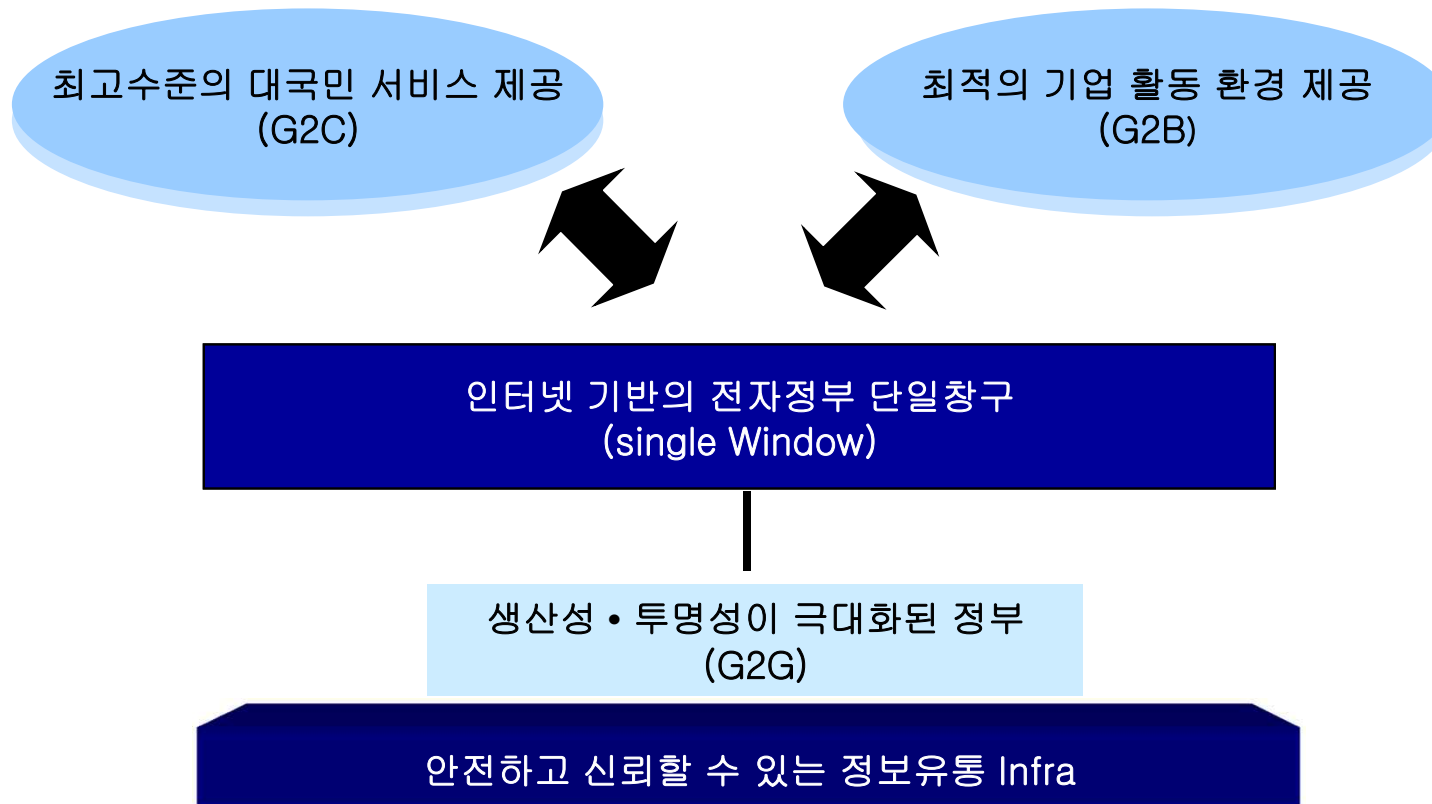 최고수준의 대국민 서비스 제공
(G2C)
최적의 기업 활동 환경 제공
(G2B)
인터넷 기반의 전자정부 단일창구
(single Window)
생산성 • 투명성이 극대화된 정부
(G2G)
안전하고 신뢰할 수 있는 정보유통 Infra